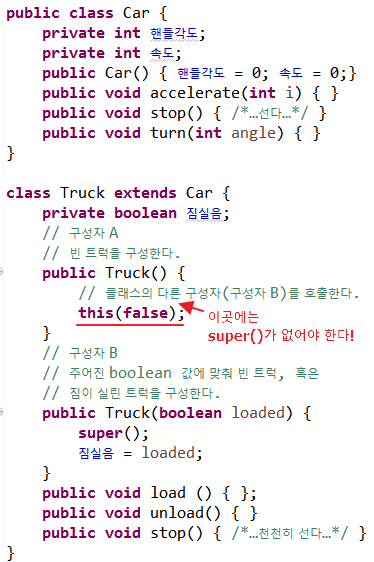 public class Car {
    private int 핸들각도;
    private int 속도;
    public Car() { 핸들각도 = 0; 속도 = 0;}
    public void accelerate(int i) { }
    public void stop() { /*…선다…*/ }
    public void turn(int angle) { }
}
class Truck extends Car {
    private boolean 짐실음;
    // 구성자 A
    // 빈 트럭을 구성한다.
    public Truck() {
        // 클래스의 다른 구성자(구성자 B)를 호출한다.
        this(false);
이곳에는
super()가 없어야 한다!
    }
    // 구성자 B
    // 주어진 boolean 값에 맞춰 빈 트럭, 혹은
    // 짐이 실린 트럭을 구성한다.
    public Truck(boolean loaded) {
        super();
        짐실음 = loaded;
    }
    public void load () { };
    public void unload() { }
    public void stop() { /*…천천히 선다…*/ }
}